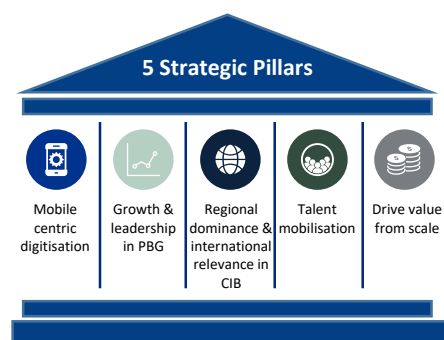 5 Strategic Pillars
Mobile
centric
digitisation
Growth &
leadership
in PBG
Regional
dominance &
international
relevance in
CIB
Talent
mobilisation
Drive value
from scale